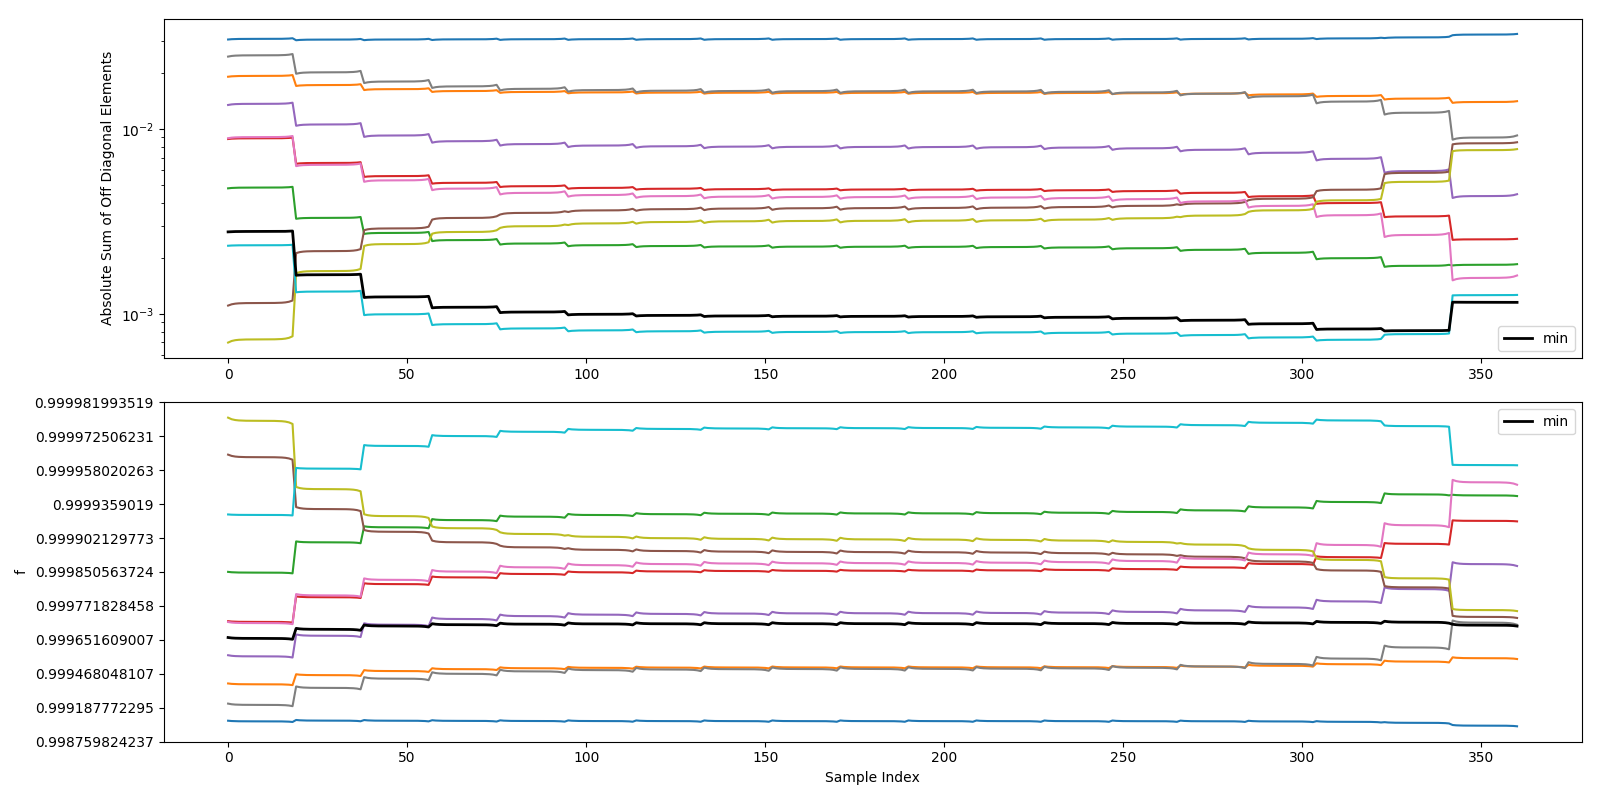 Absolute Sum of Off Diagonal Elements
10⁻²
10⁻³
min
0 50 100 150 200 250 300 350
f
0.999981993519
0.999972506231
0.999958020263
0.9999359019
0.999902129773
0.999850563724
0.999771828458
0.999651609007
0.999468048107
0.999187772295
0.998759824237
min
0 50 100 150 200 250 300 350
Sample Index